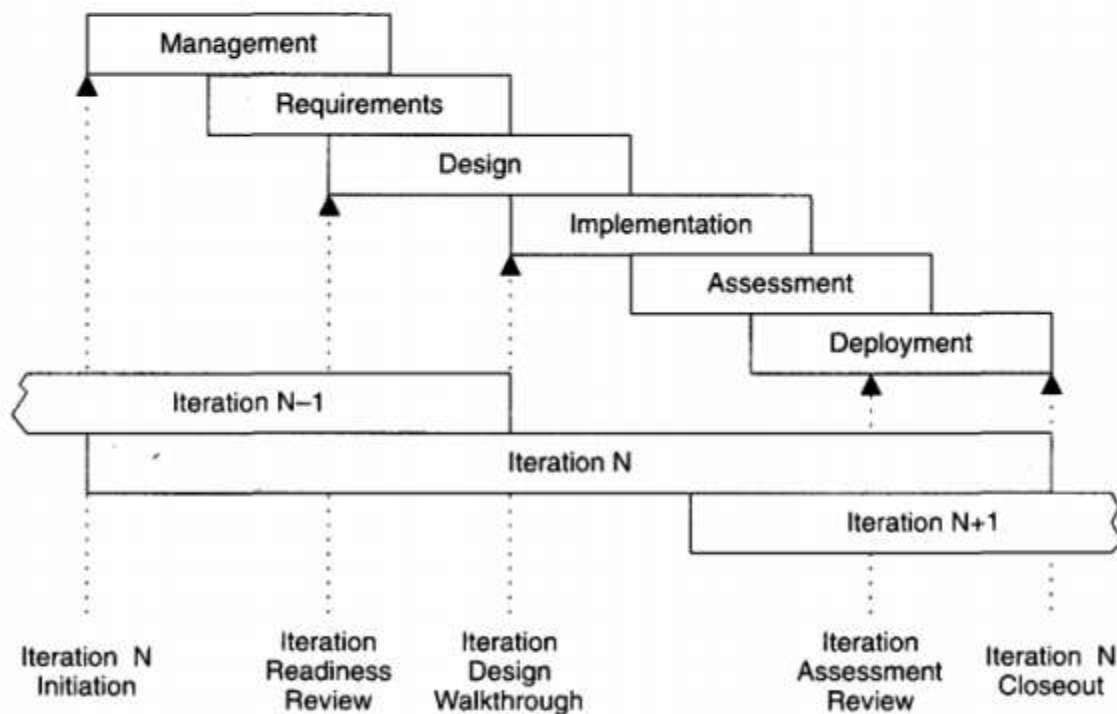 Management
Requirements
Design
Implementation
Assessment
Deployment
Iteration N–1
Iteration N
Iteration N+1
Iteration N
Initiation
Iteration
Readiness
Review
Iteration
Design
Walkthrough
Iteration
Assessment
Review
Iteration N
Closeout